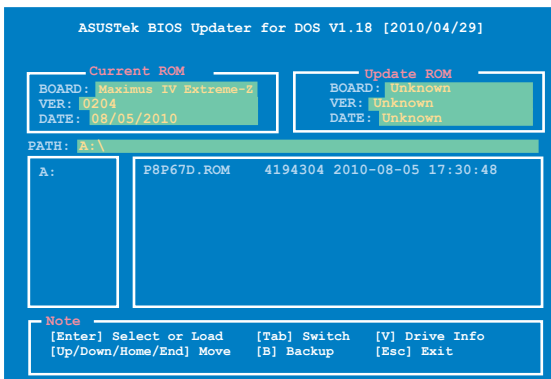 ASUSTek BIOS Updater for DOS V1.18 [2010/04/29]
Current ROM
BOARD: Maximus IV Extreme-Z
VER: 0204
DATE: 08/05/2010
Update ROM
BOARD: Unknown
VER: Unknown
DATE: Unknown
PATH: A:\
A:
P8P67D.ROM 4194304 2010-08-05 17:30:48
Note
[Enter] Select or Load [Tab] Switch [V] Drive Info
[Up/Down/Home/End] Move [B] Backup [Esc] Exit